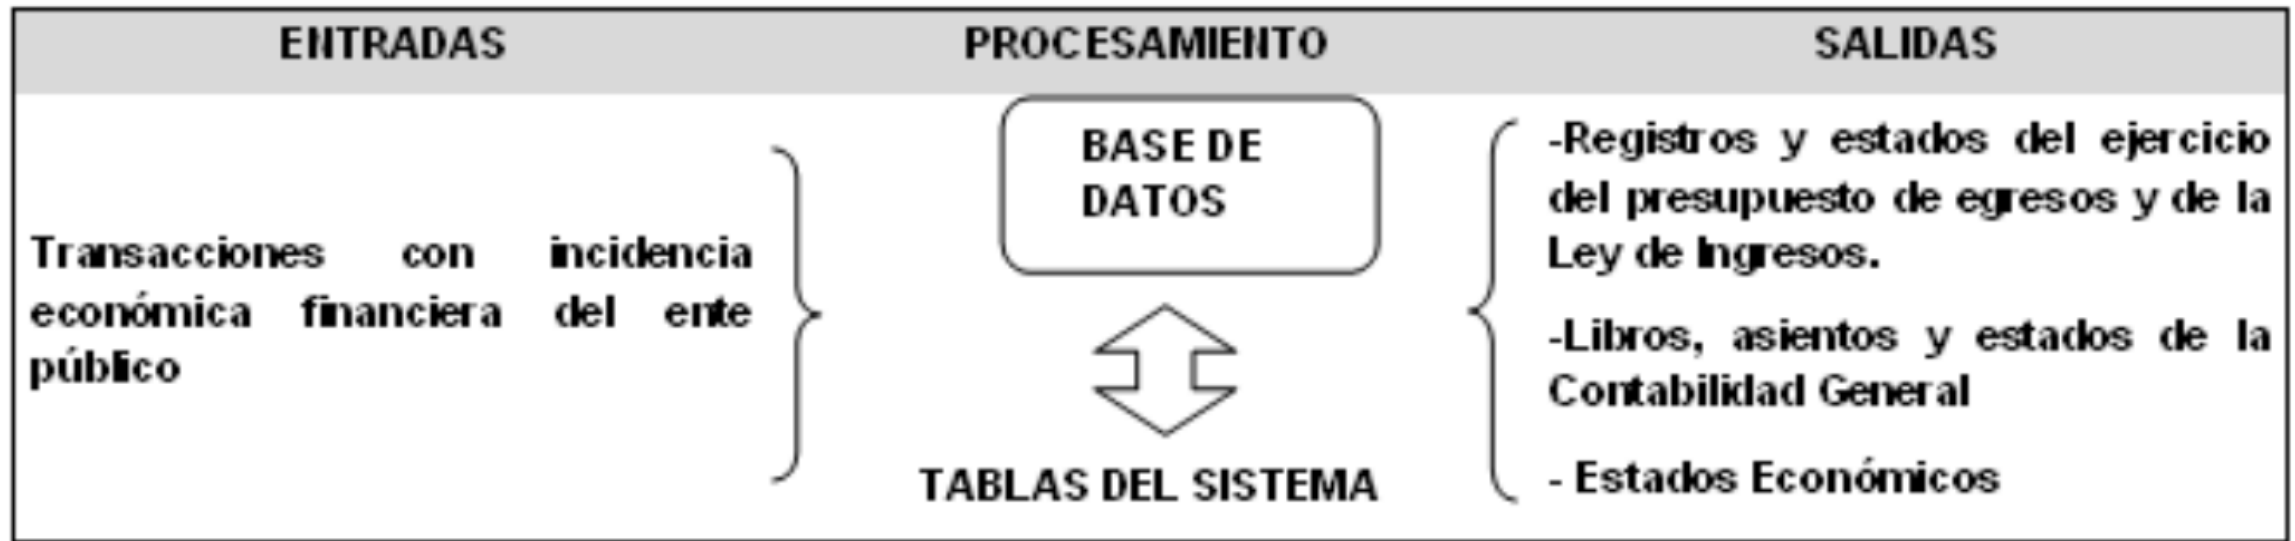 ENTRADAS PROCESAMIENTO SALIDAS
Transacciones con incidencia
económica financiera del ente
público
BASE DE
DATOS
TABLAS DEL SISTEMA
-Registros y estados del ejercicio
del presupuesto de egresos y de la
Ley de Ingresos.
-Libros, asientos y estados de la
Contabilidad General
- Estados Económicos